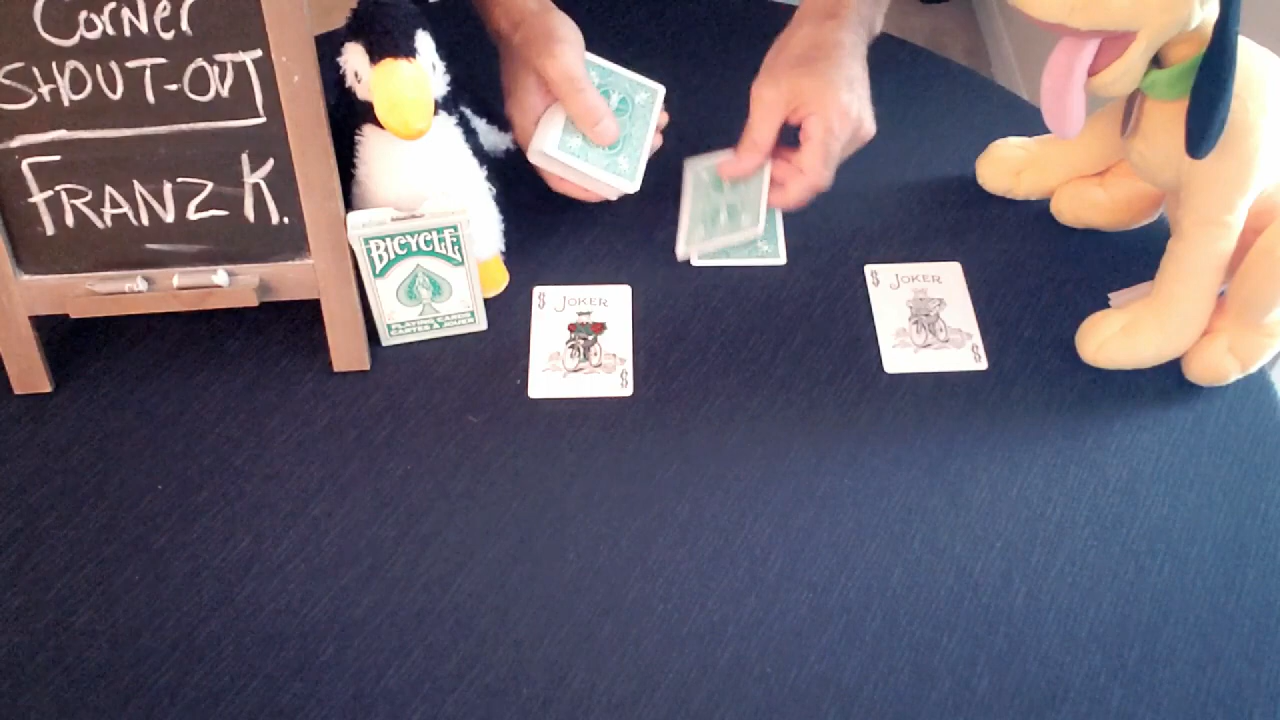 Corner
SHOUT-OUT
FRANZ K.
BICYCLE
PLAYING CARDS
CARTES À JOUER
JOKER
S
S
JOKER
S
S